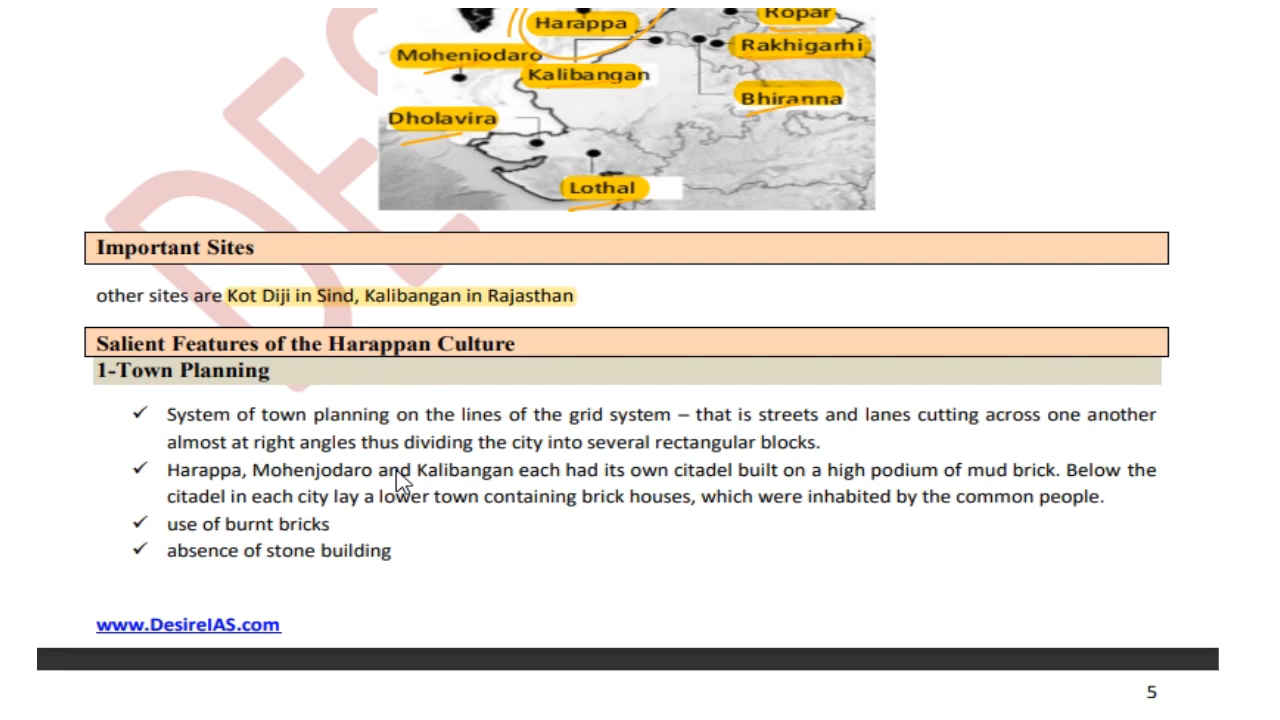 Harappa
Ropar
Rakhigarhi
Mohenjodaro
Kalibangan
Bhiranna
Dholavira
Lothal
Important Sites
other sites are Kot Diji in Sind, Kalibangan in Rajasthan
Salient Features of the Harappan Culture
1-Town Planning
✓ System of town planning on the lines of the grid system – that is streets and lanes cutting across one another
almost at right angles thus dividing the city into several rectangular blocks.
✓ Harappa, Mohenjodaro and Kalibangan each had its own citadel built on a high podium of mud brick. Below the
citadel in each city lay a lower town containing brick houses, which were inhabited by the common people.
✓ use of burnt bricks
✓ absence of stone building
www.DesireIAS.com
5